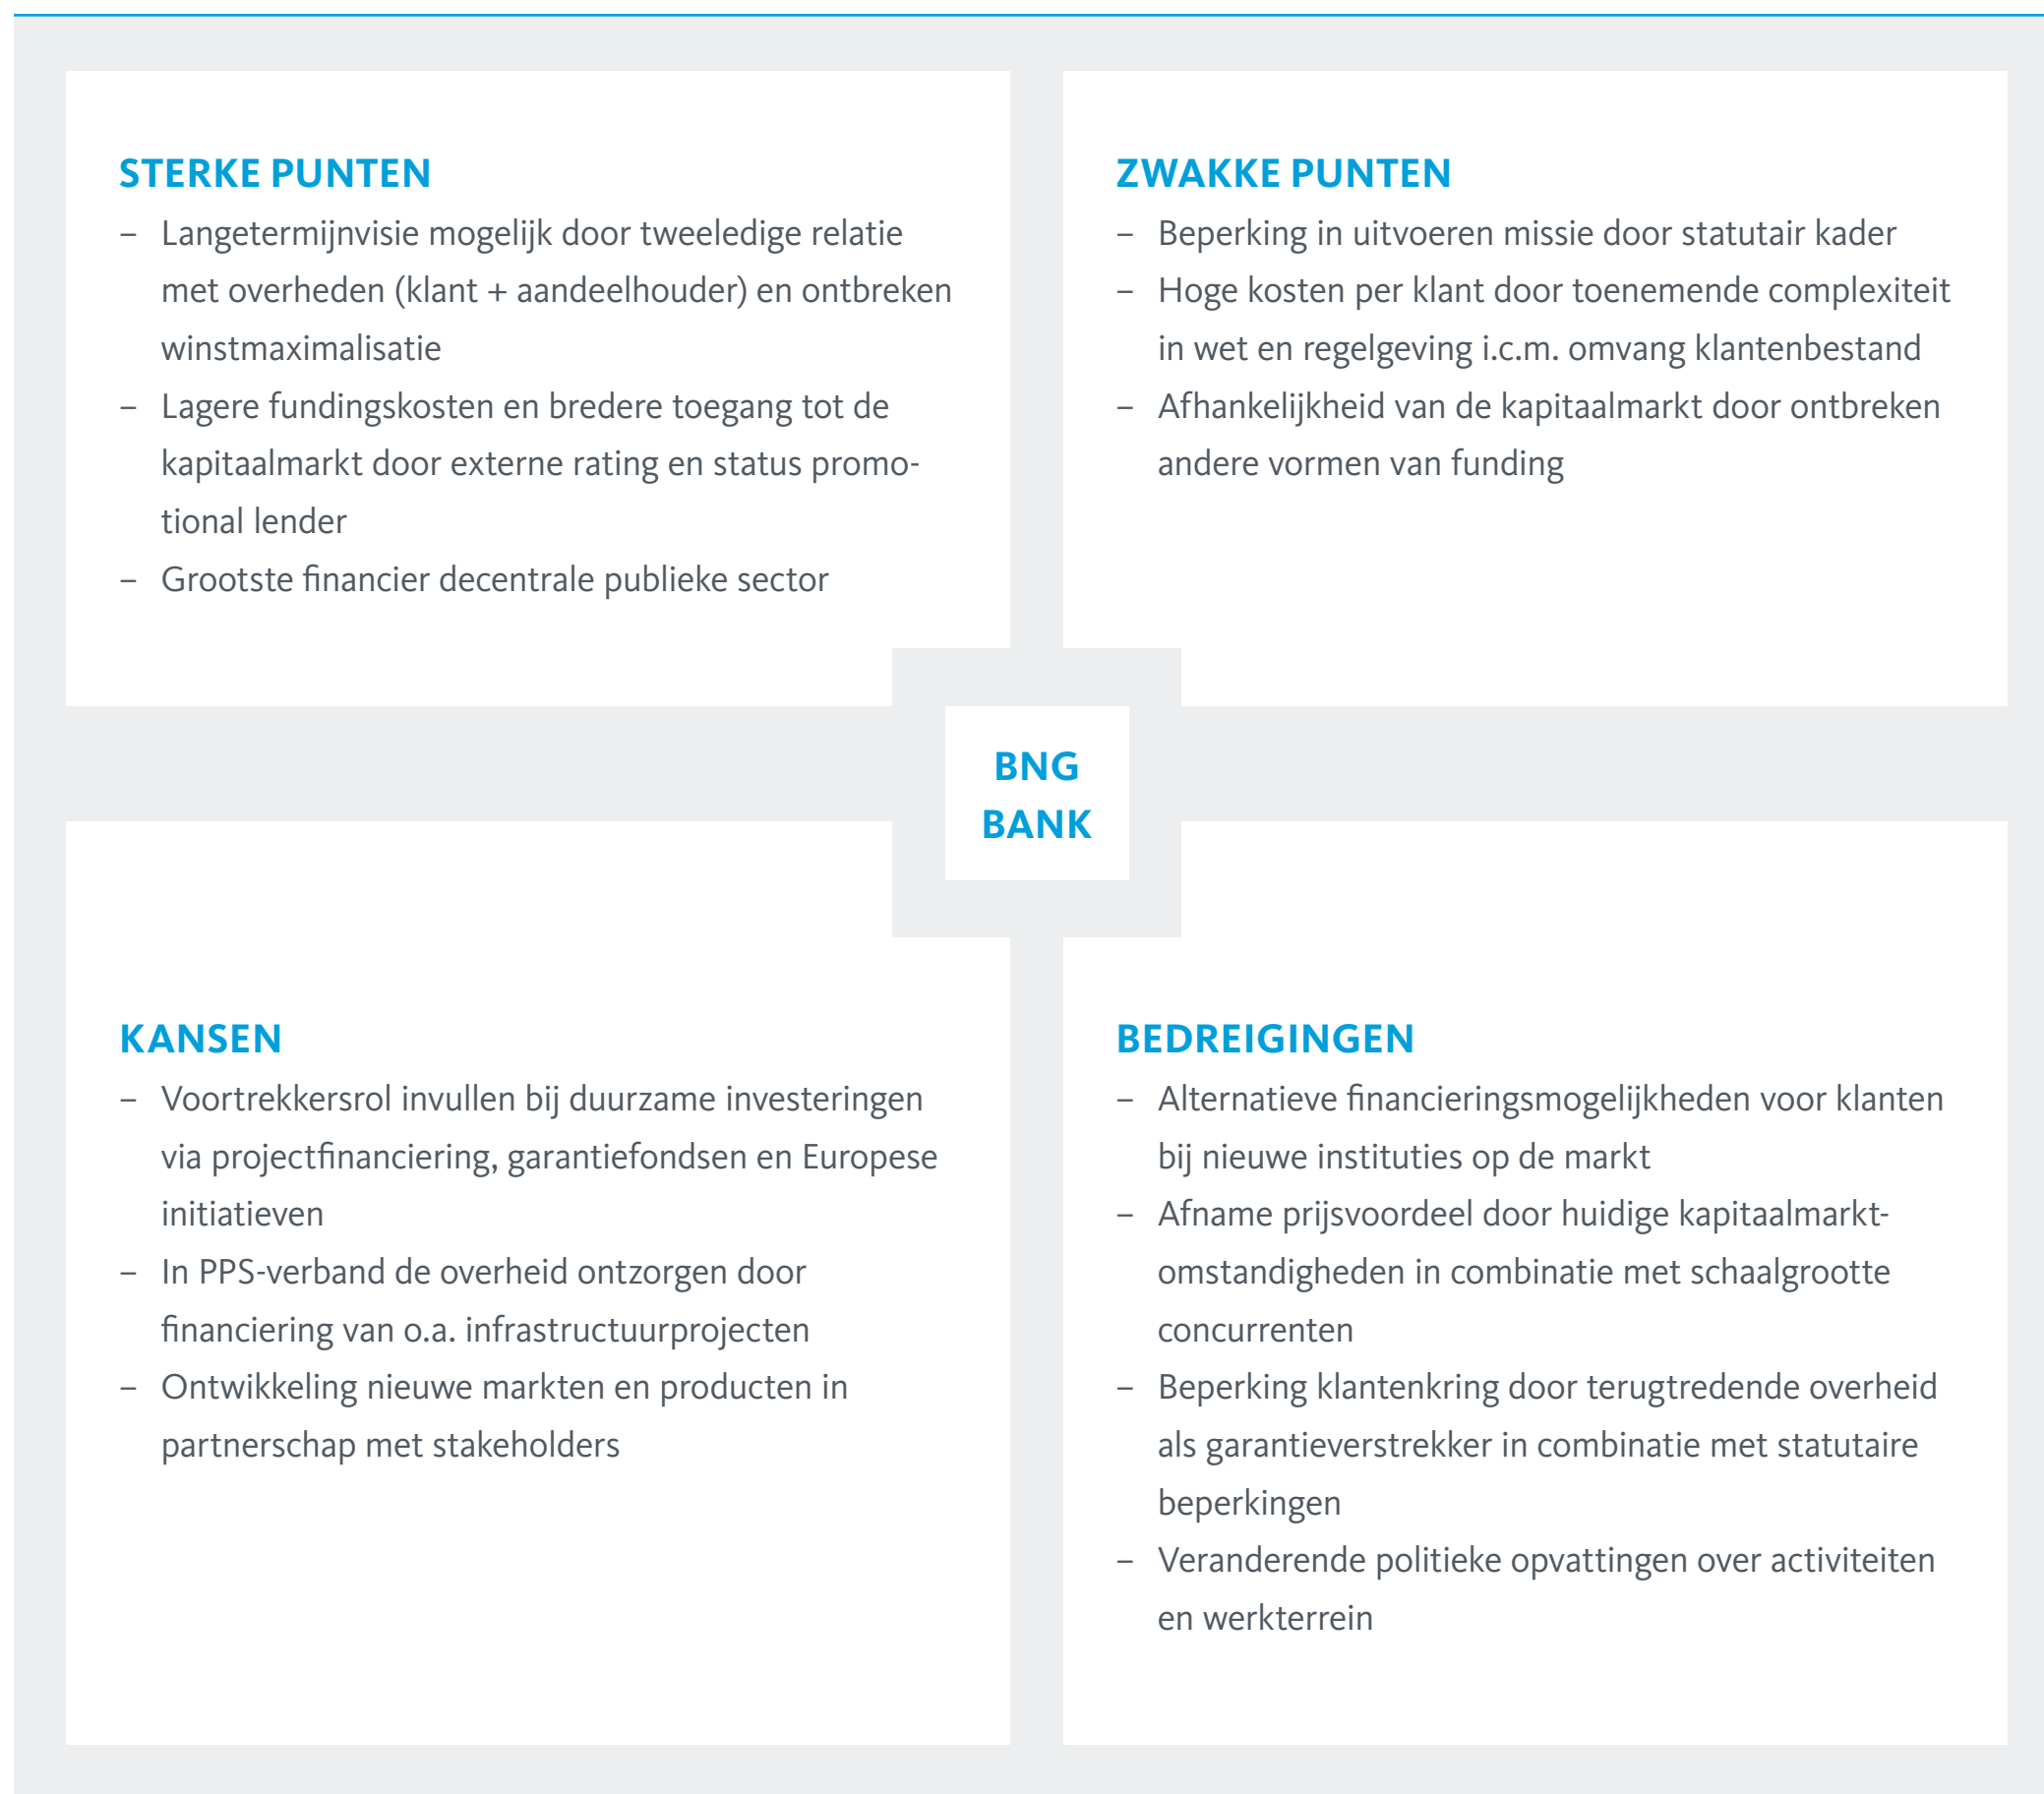 STERKE PUNTEN
– Langetermijnvisie mogelijk door tweeledige relatie
met overheden (klant + aandeelhouder) en ontbreken
winstmaximalisatie
– Lagere fundingskosten en bredere toegang tot de
kapitaalmarkt door externe rating en status promo-
tional lender
– Grootste financier decentrale publieke sector
ZWAKKE PUNTEN
– Beperking in uitvoeren missie door statutair kader
– Hoge kosten per klant door toenemende complexiteit
in wet en regelgeving i.c.m. omvang klantenbestand
– Afhankelijkheid van de kapitaalmarkt door ontbreken
andere vormen van funding
BNG
BANK
KANSEN
– Voortrekkersrol invullen bij duurzame investeringen
via projectfinanciering, garantiefondsen en Europese
initiatieven
– In PPS-verband de overheid ontzorgen door
financiering van o.a. infrastructuurprojecten
– Ontwikkeling nieuwe markten en producten in
partnerschap met stakeholders
BEDREIGINGEN
– Alternatieve financieringsmogelijkheden voor klanten
bij nieuwe instituties op de markt
– Afname prijsvoordeel door huidige kapitaalmarkt-
omstandigheden in combinatie met schaalgrootte
concurrenten
– Beperking klantenkring door terugtredende overheid
als garantieverstrekker in combinatie met statutaire
beperkingen
– Veranderende politieke opvattingen over activiteiten
en werkterrein